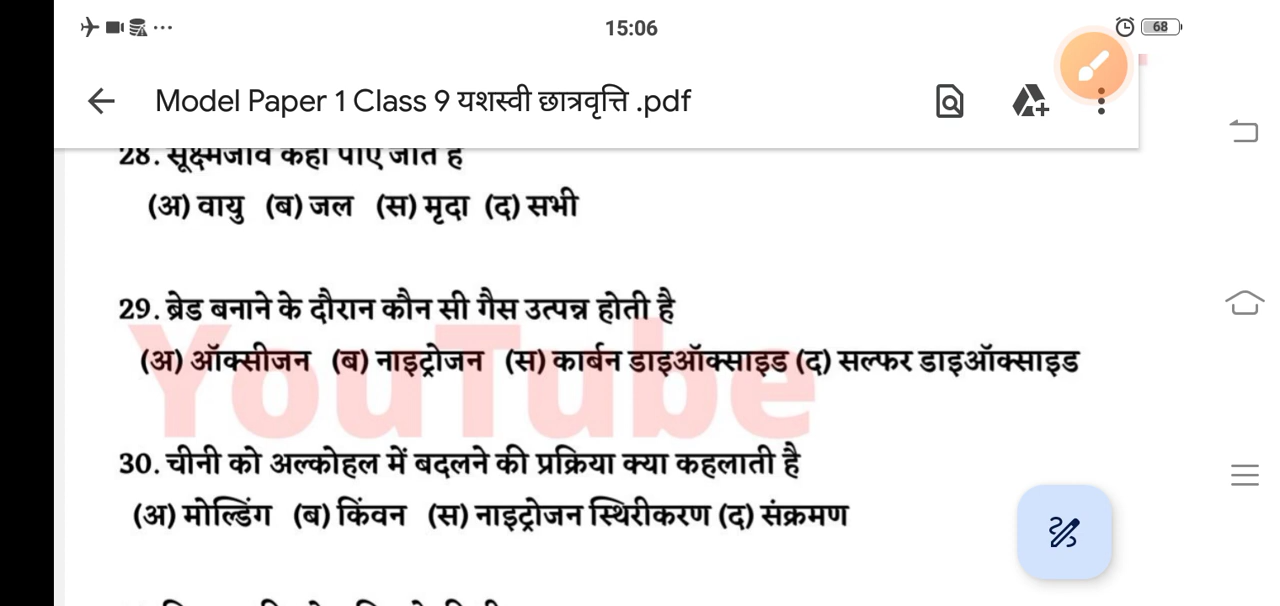 15:06
68
Model Paper 1 Class 9 यशस्वी छात्रवृत्ति .pdf
28. सूक्ष्मजीव कहां पाए जाते हैं
(अ) वायु (ब) जल (स) मृदा (द) सभी
29. ब्रेड बनाने के दौरान कौन सी गैस उत्पन्न होती है
(अ) ऑक्सीजन (ब) नाइट्रोजन (स) कार्बन डाइऑक्साइड (द) सल्फर डाइऑक्साइड
YouTube
30. चीनी को अल्कोहल में बदलने की प्रक्रिया क्या कहलाती है
(अ) मोल्डिंग (ब) किंवन (स) नाइट्रोजन स्थिरीकरण (द) संक्रमण